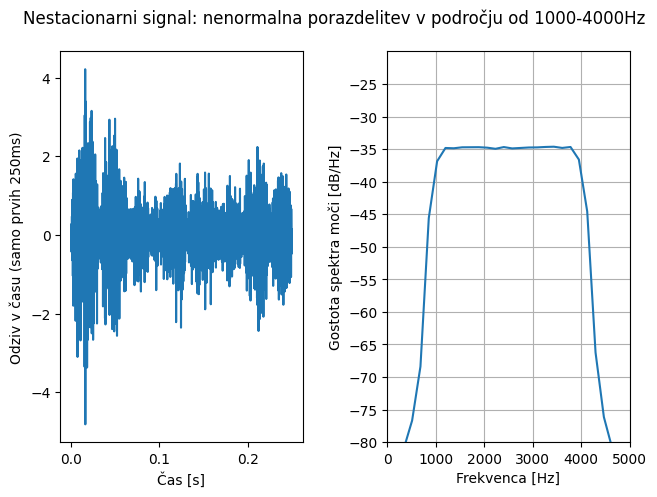 Nestacionarni signal: nenormalna porazdelitev v področju od 1000-4000Hz
Odziv v času (samo prvih 250ms)
4
2
0
−2
−4
0.0 0.1 0.2
Čas [s]
Gostota spektra moči [dB/Hz]
−25
−30
−35
−40
−45
−50
−55
−60
−65
−70
−75
−80
0 1000 2000 3000 4000 5000
Frekvenca [Hz]